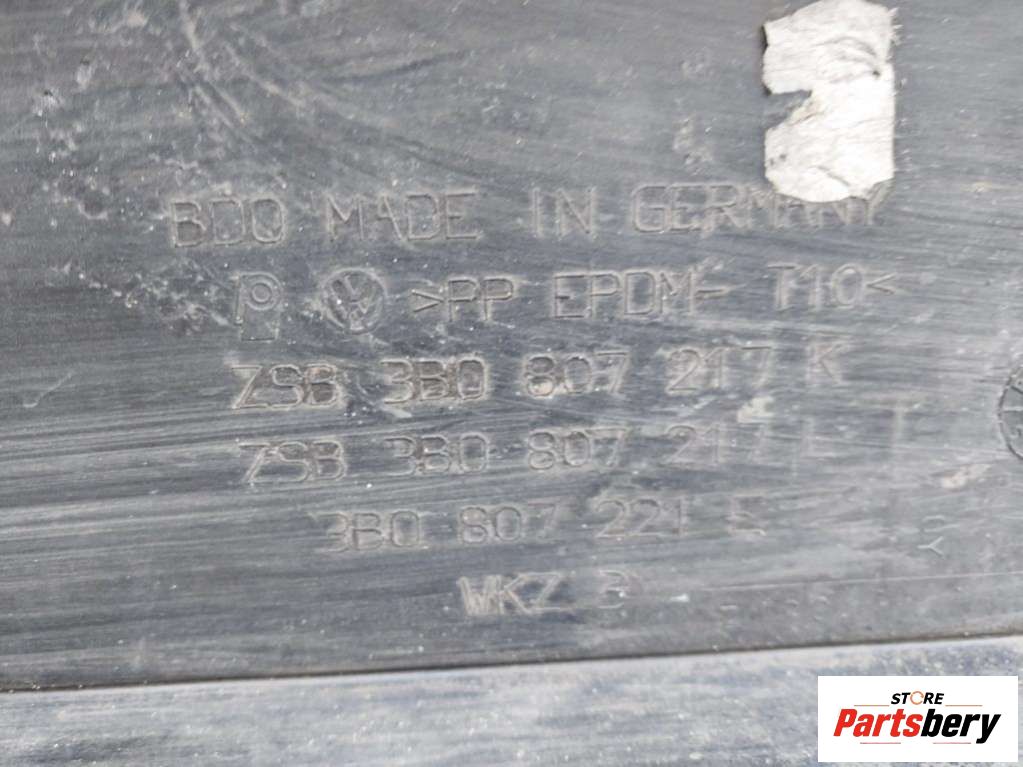 BDO MADE IN GERMANY
>PP EPDM- T10<
ZSB 3B0 807 217 K
ZSB 3B0 807 217 L T
3B0 807 221 E
WKZ 3
STORE
Partsbery